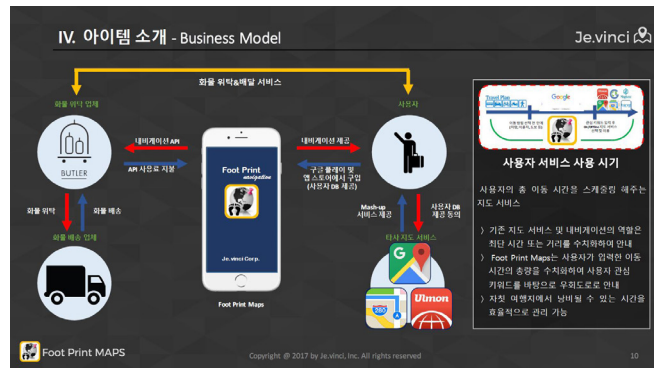 IV. 아이템 소개 - Business Model
Je.vinci
화물 위탁&배달 서비스
화물 위탁 업체
사용자
BUTLER
내비게이션 API
API 사용료 지불
내비게이션 제공
구글 플레이 및
앱 스토어에서 구입
(사용자 DB 제공)
Foot Print
navigation
Je.vinci Corp.
Foot Print Maps
화물 위탁
화물 배송
화물 배송 업체
Mash-up
서비스 제공
사용자 DB
제공 동의
타사 지도 서비스
Google
280
Ulmon
Travel Plan
Google
사용자 서비스 사용 시기
사용자의 총 이동 시간을 스케줄링 해주는
지도 서비스
〉기존 지도 서비스 및 내비게이션의 역할은
최단 시간 또는 거리를 수치화하여 안내
〉Foot Print Maps는 사용자가 입력한 이동
시간의 총량을 수치화하여 사용자 관심
키워드를 바탕으로 우회도로로 안내
〉자칫 여행지에서 낭비될 수 있는 시간을
효율적으로 관리 가능
Foot Print MAPS
Copyright @ 2017 by Je.vinci, Inc. All rights reserved
10